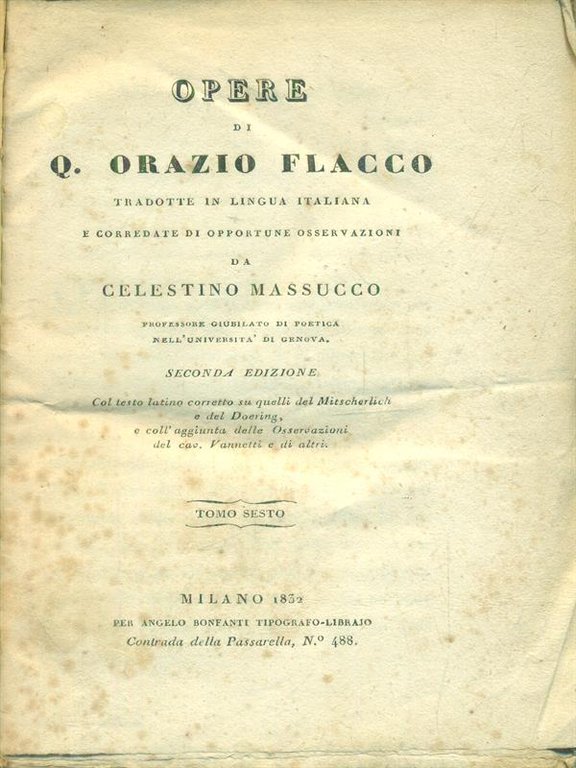 OPERE
DI
Q. ORAZIO FLACCO
TRADOTTE IN LINGUA ITALIANA
E CORREDATE DI OPPORTUNE OSSERVAZIONI
DA
CELESTINO MASSUCCO
PROFESSORE GIUBILATO DI POETICA
NELL'UNIVERSITA' DI GENOVA.
SECONDA EDIZIONE
Col testo latino corretto su quelli del Mitscherlich
e del Doering,
e coll'aggiunta delle Osservazioni
del cav. Vannetti e di altri.
TOMO SESTO
MILANO 1832
PER ANGELO BONFANTI TIPOGRAFO-LIBRAJO
Contrada della Passarella, N.º 488.